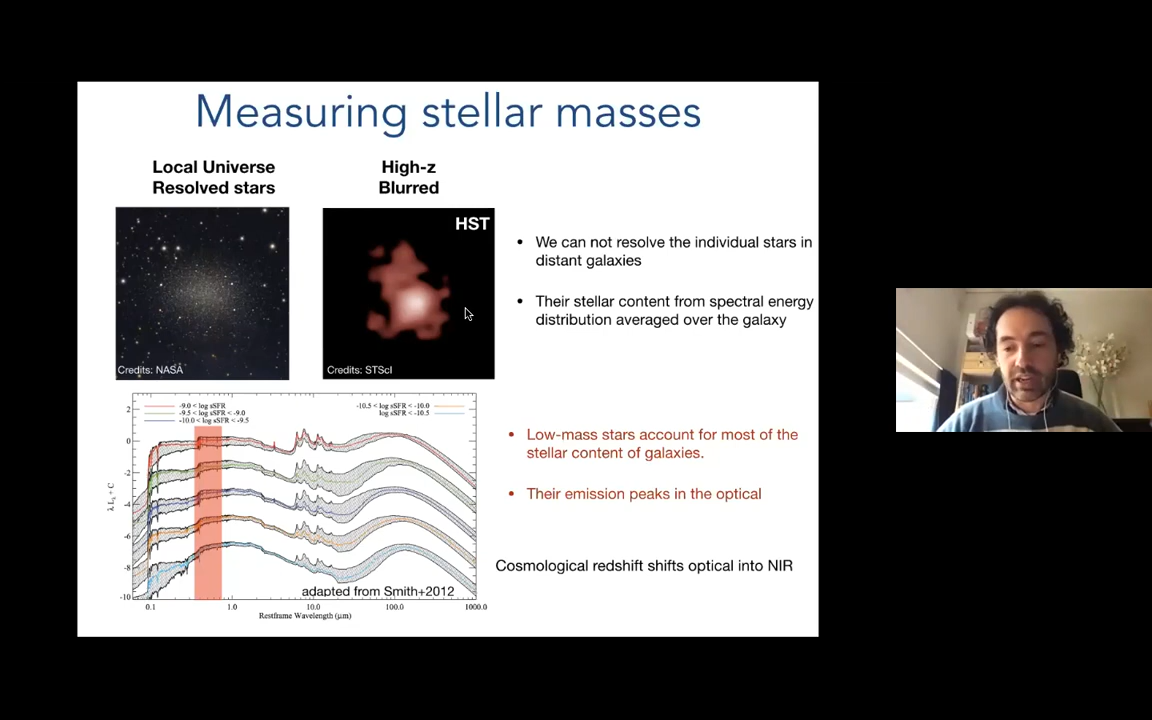 Measuring stellar masses
Local Universe
Resolved stars
High-z
Blurred
HST
Credits: NASA
Credits: STScI
• We can not resolve the individual stars in
distant galaxies
• Their stellar content from spectral energy
distribution averaged over the galaxy
-9.0 < log sSFR
-9.5 < log sSFR < -9.0
-10.0 < log sSFR < -9.5
-10.5 < log sSFR < -10.0
log sSFR < -10.5
2
0
-2
-4
-6
-8
-10
0.1 1.0 10.0 100.0 1000.0
Restframe Wavelength (μm)
adapted from Smith+2012
• Low-mass stars account for most of the
stellar content of galaxies.
• Their emission peaks in the optical
Cosmological redshift shifts optical into NIR